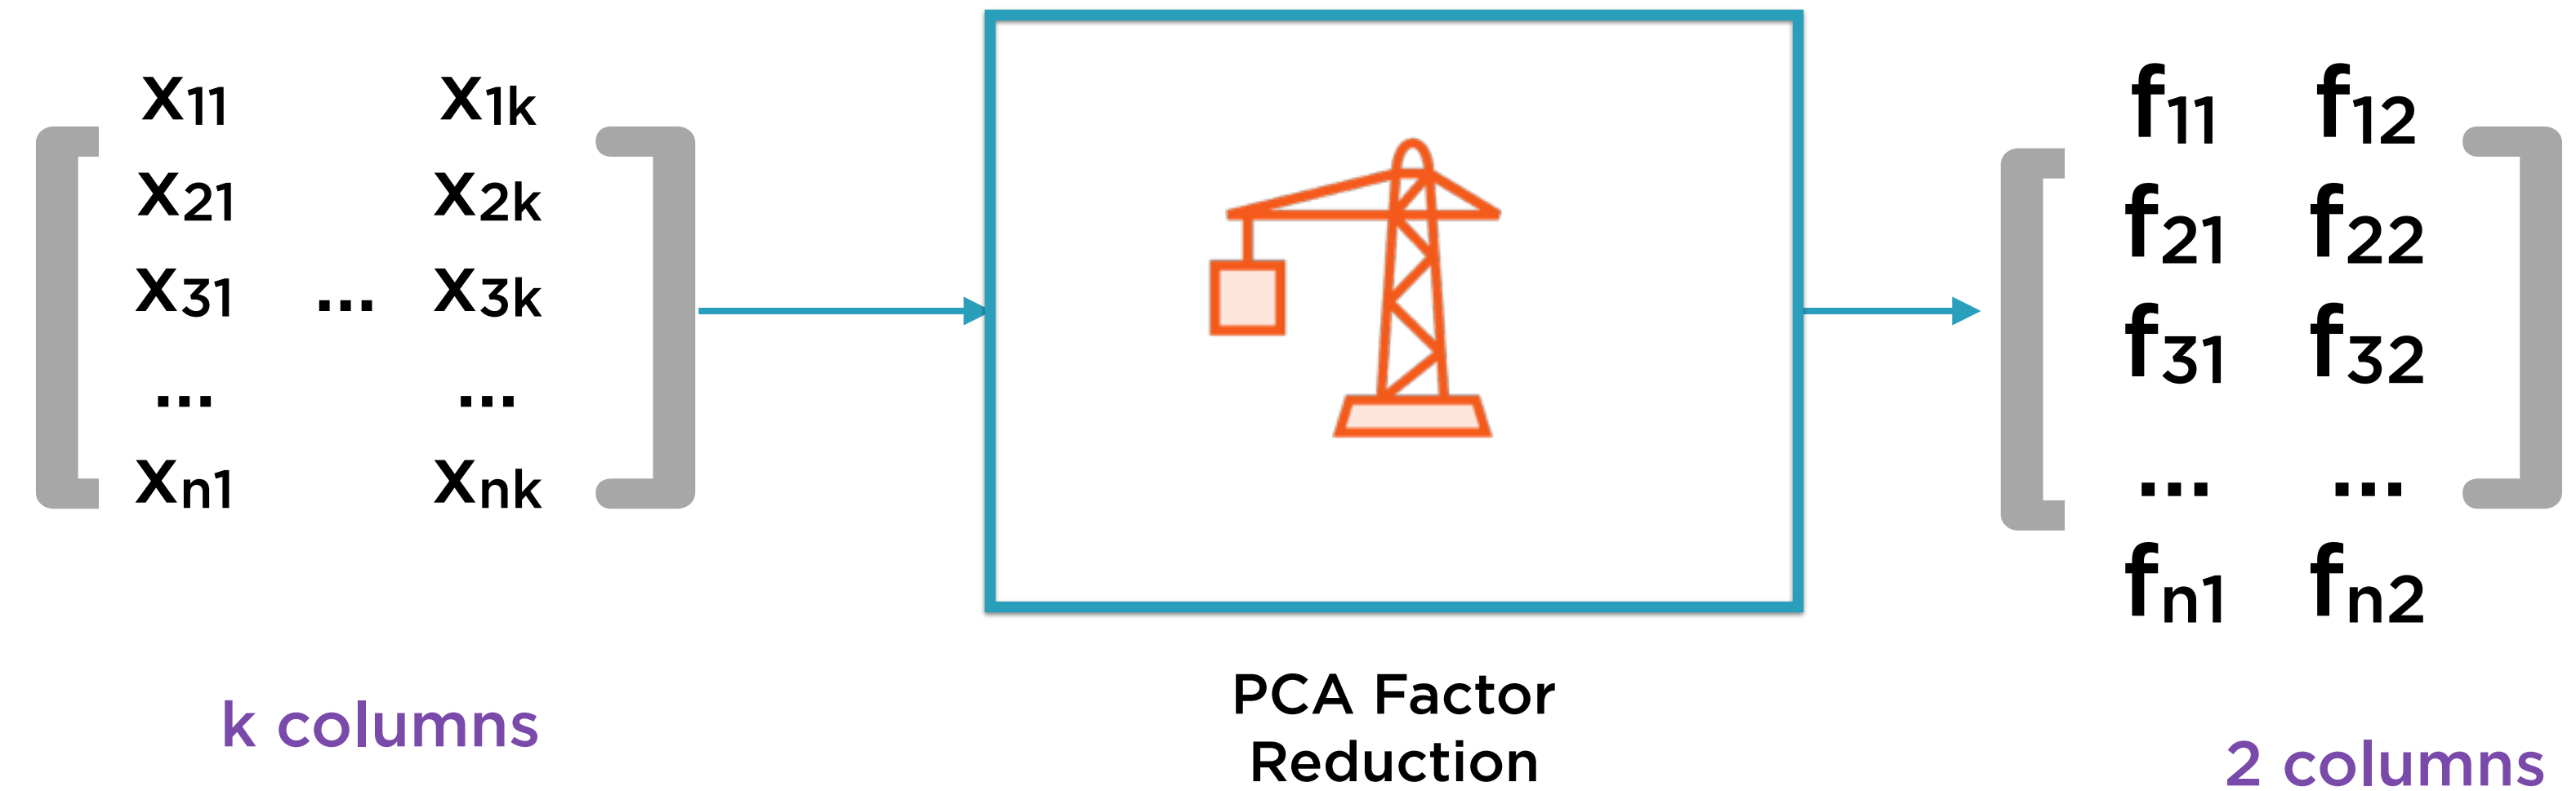 x11 x1k
x21 x2k
x31 ... x3k
... ...
xn1 xnk
k columns
PCA Factor
Reduction
f11 f12
f21 f22
f31 f32
... ...
fn1 fn2
2 columns